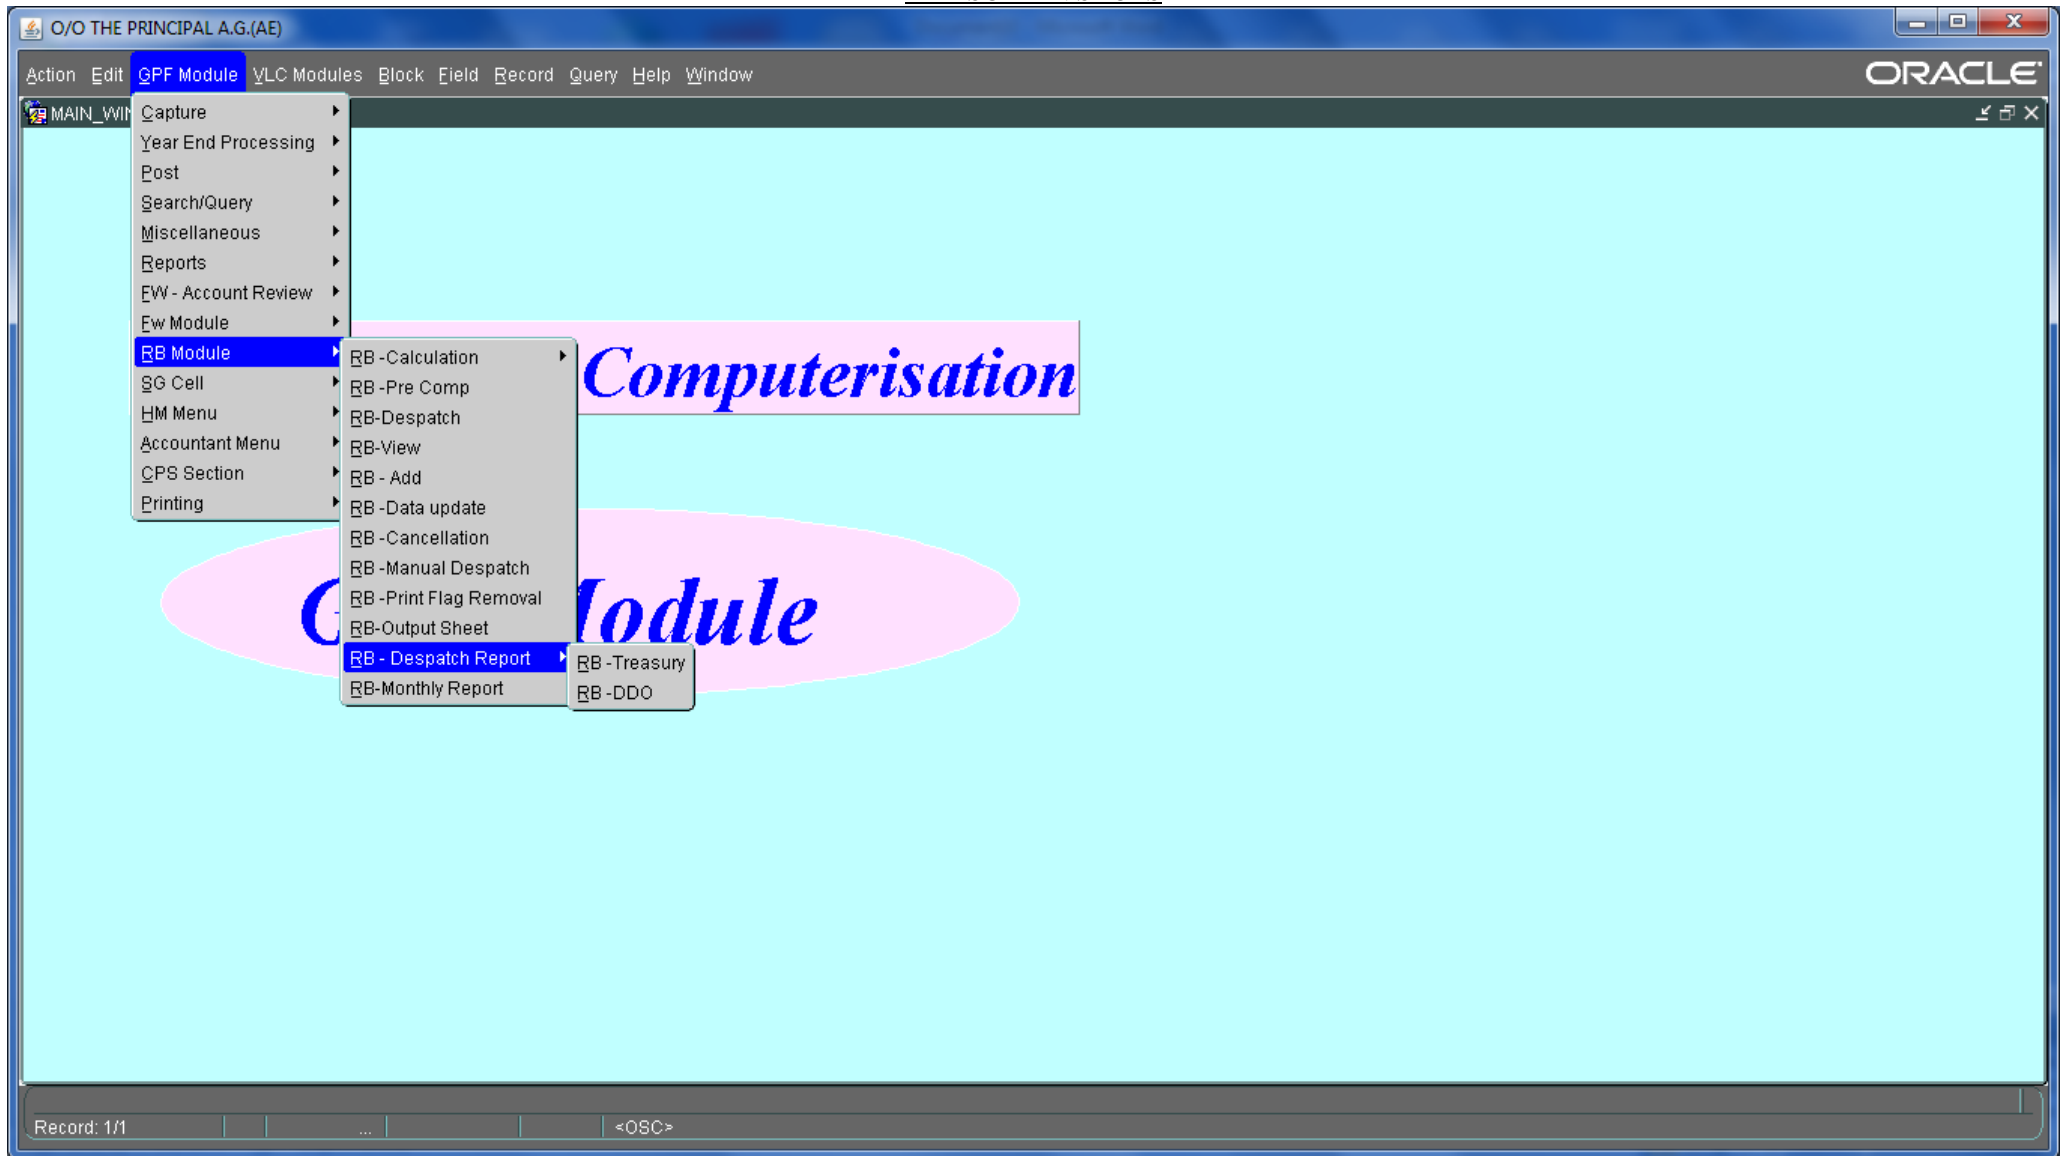 O/O THE PRINCIPAL A.G.(AE)
Action Edit GPF Module VLC Modules Block Field Record Query Help Window
ORACLE
MAIN_WIN
Capture
Year End Processing
Post
Search/Query
Miscellaneous
Reports
FW - Account Review
Fw Module
RB Module
SG Cell
HM Menu
Accountant Menu
CPS Section
Printing
RB -Calculation
RB -Pre Comp
RB-Despatch
RB-View
RB - Add
RB -Data update
RB -Cancellation
RB -Manual Despatch
RB -Print Flag Removal
RB-Output Sheet
RB - Despatch Report
RB-Monthly Report
RB -Treasury
RB -DDO
Computerisation
Module
Record: 1/1
...
<OSC>